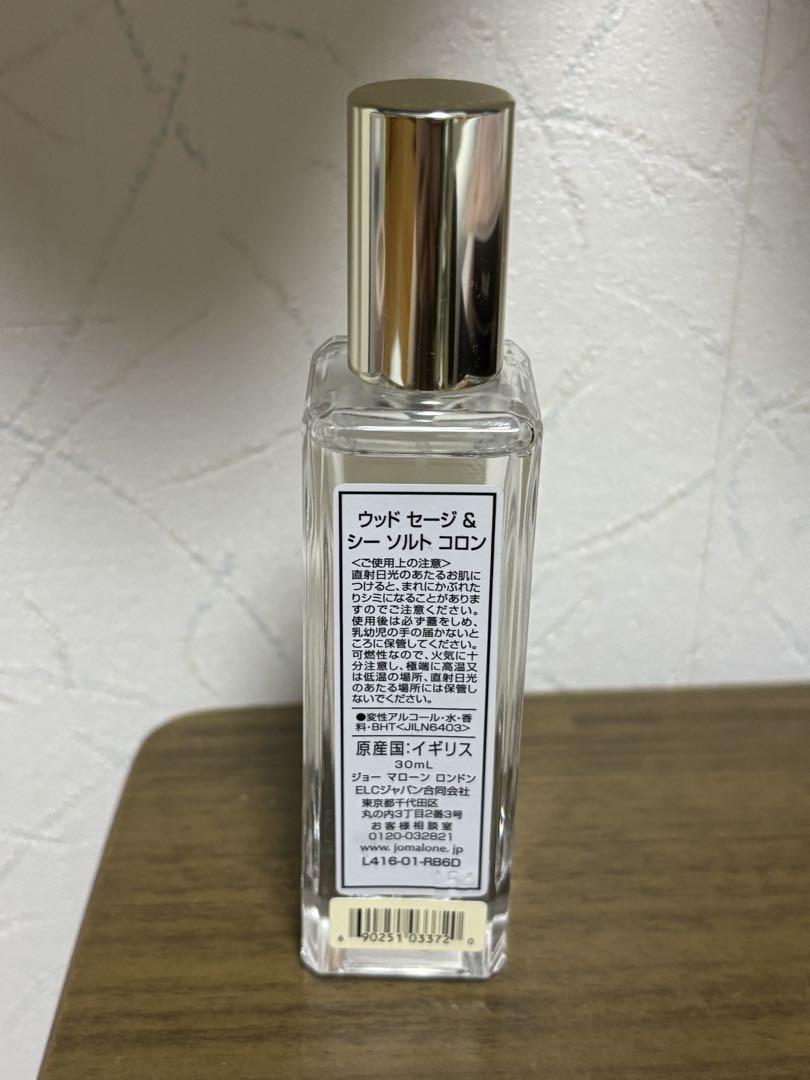 ウッド セージ &
シー ソルト コロン
<ご使用上の注意>
直射日光のあたるお肌に
つけると、まれにかぶれた
りシミになることがありま
すのでご注意ください。
使用後は必ず蓋をしめ、
乳幼児の手の届かないと
ころに保管してください。
可燃性なので、火気に十
分注意し、極端に高温又
は低温の場所、直射日光
のあたる場所には保管し
ないでください。
●変性アルコール・水・香
料・BHT<JILN6403>
原産国:イギリス
30mL
ジョー マローン ロンドン
ELCジャパン合同会社
東京都千代田区
丸の内3丁目2番3号
お客様相談室
0120-032821
www. jomalone. jp
L416-01-RB6D
6 90251 03372 0